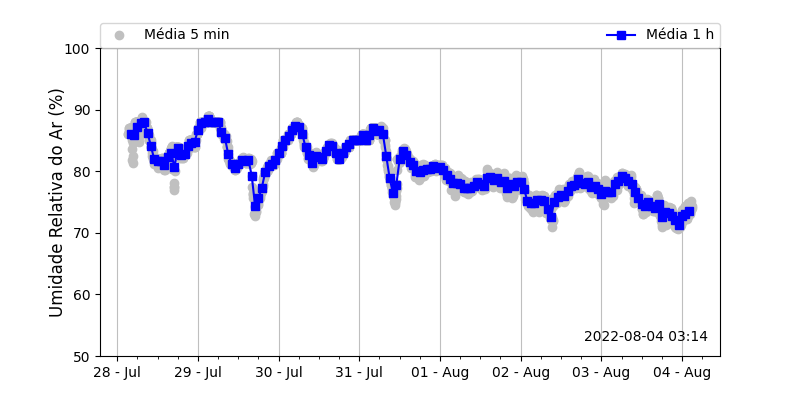 Média 5 min
Média 1 h
Umidade Relativa do Ar (%)
100
90
80
70
60
50
2022-08-04 03:14
28 - Jul
29 - Jul
30 - Jul
31 - Jul
01 - Aug
02 - Aug
03 - Aug
04 - Aug